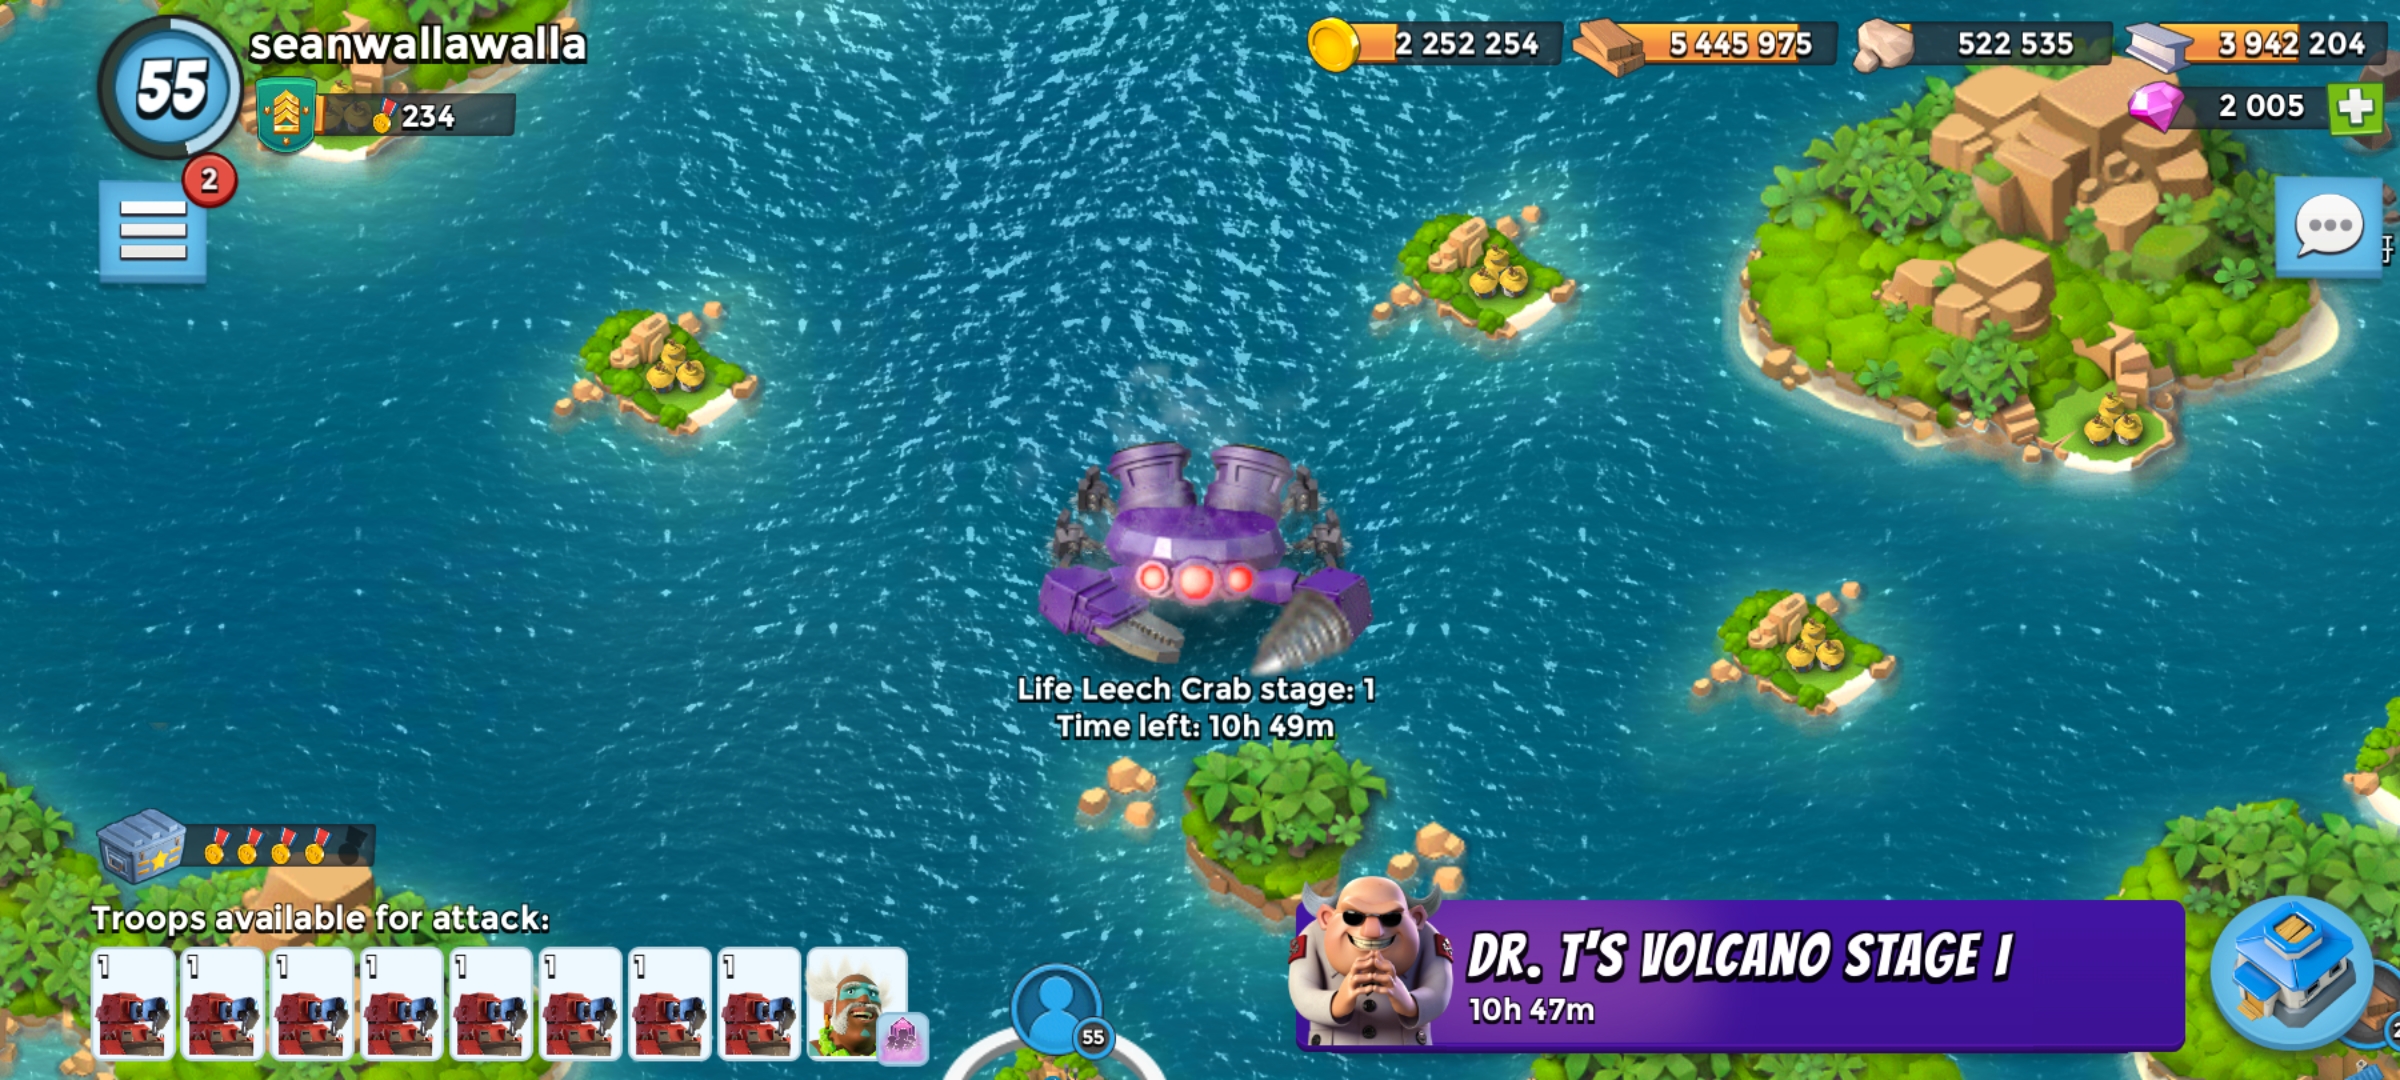 55
seanwallawalla
234
2
2 252 254
5 445 975
522 535
3 942 204
2 005
Life Leech Crab stage: 1
Time left: 10h 49m
Troops available for attack:
1 1 1 1 1 1 1 1
55
DR. T'S VOLCANO STAGE I
10h 47m